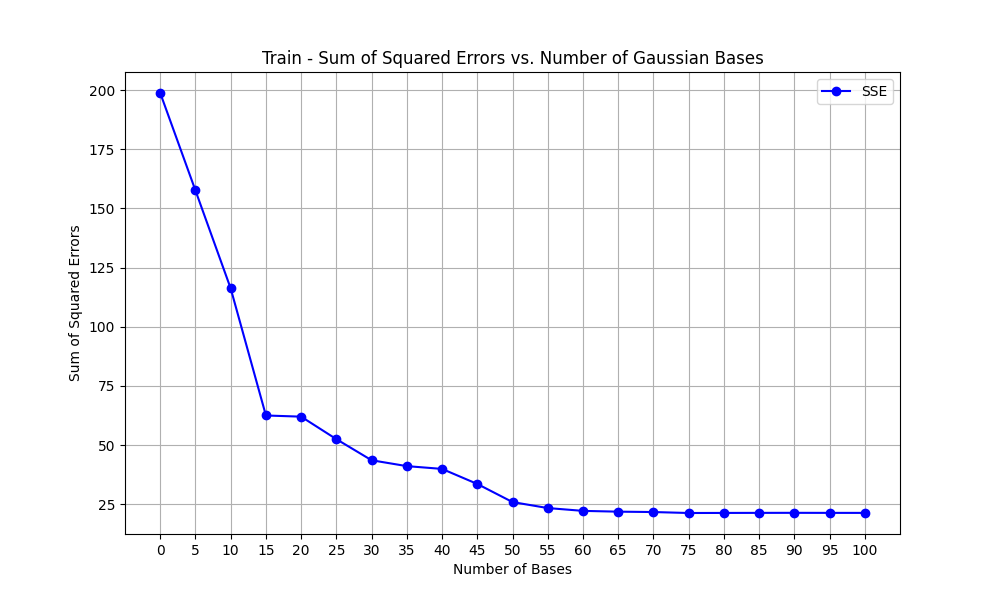 Train - Sum of Squared Errors vs. Number of Gaussian Bases
SSE
Sum of Squared Errors
200
175
150
125
100
75
50
25
0 5 10 15 20 25 30 35 40 45 50 55 60 65 70 75 80 85 90 95 100
Number of Bases